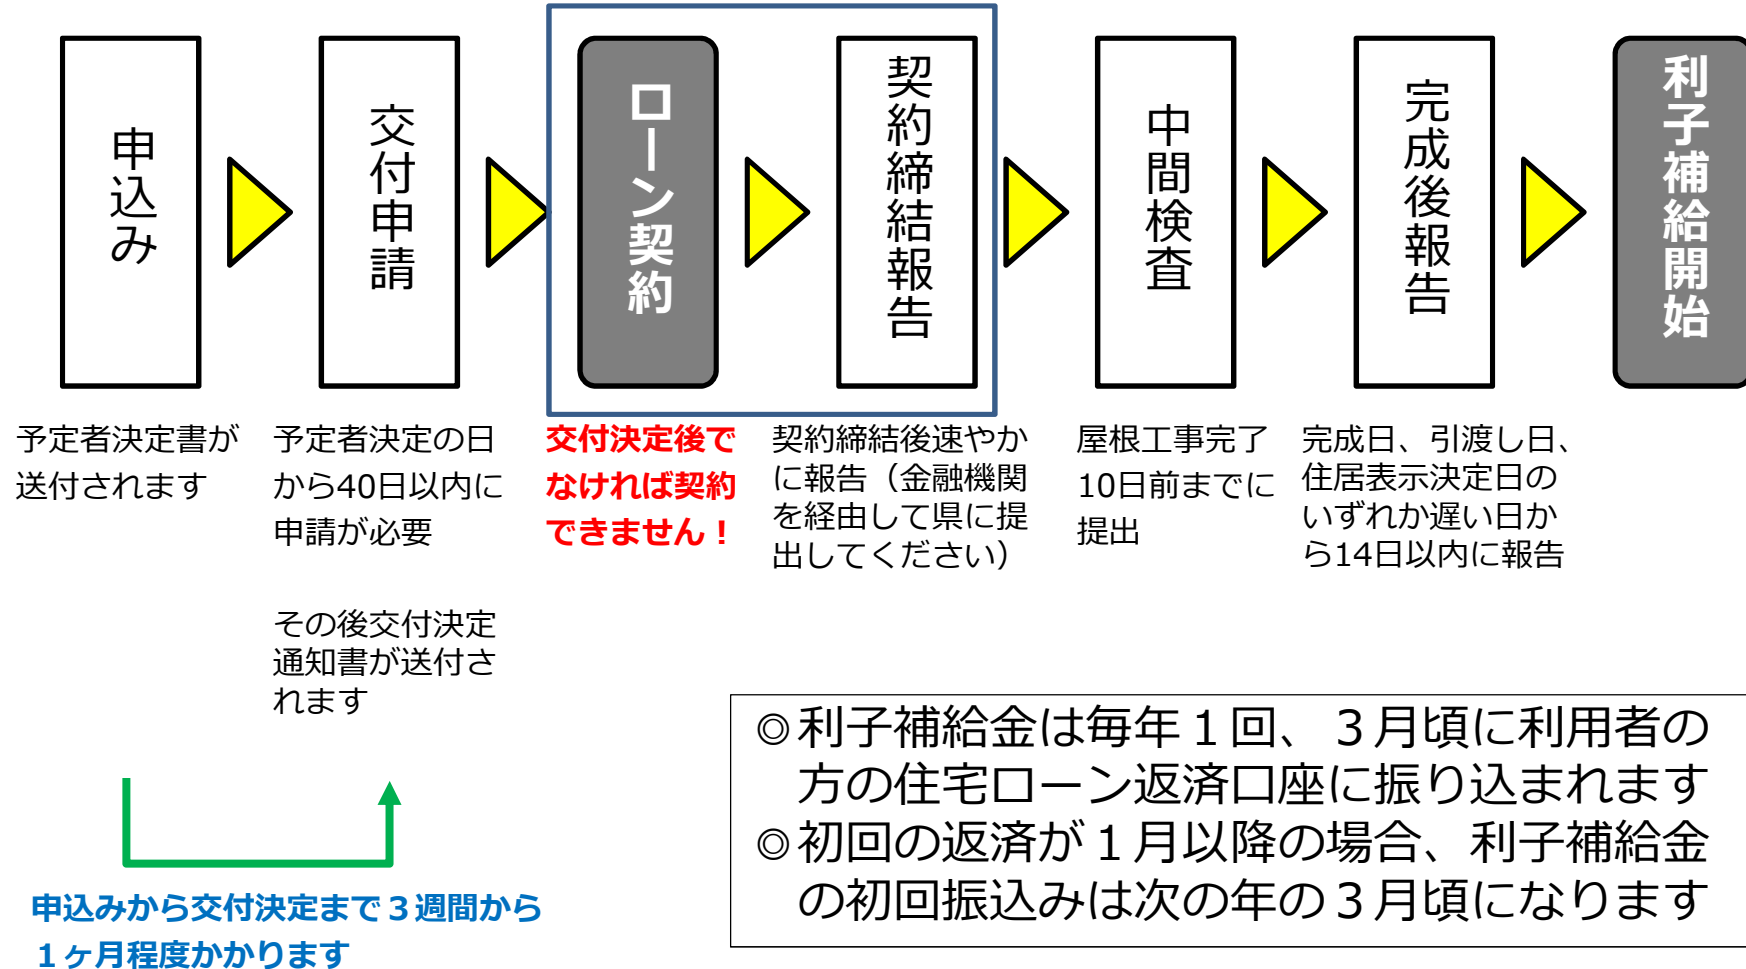 申込み
交付申請
ローン契約
契約締結報告
中間検査
完成後報告
利子補給開始
予定者決定書が
送付されます
予定者決定の日
から40日以内に
申請が必要
その後交付決定
通知書が送付さ
れます
交付決定後で
なければ契約
できません！
契約締結後速やか
に報告（金融機関
を経由して県に提
出してください）
屋根工事完了
10日前までに
提出
完成日、引渡し日、
住居表示決定日の
いずれか遅い日か
ら14日以内に報告
申込みから交付決定まで３週間から
１ヶ月程度かかります
◎利子補給金は毎年１回、３月頃に利用者の
方の住宅ローン返済口座に振り込まれます
◎初回の返済が１月以降の場合、利子補給金
の初回振込みは次の年の３月頃になります